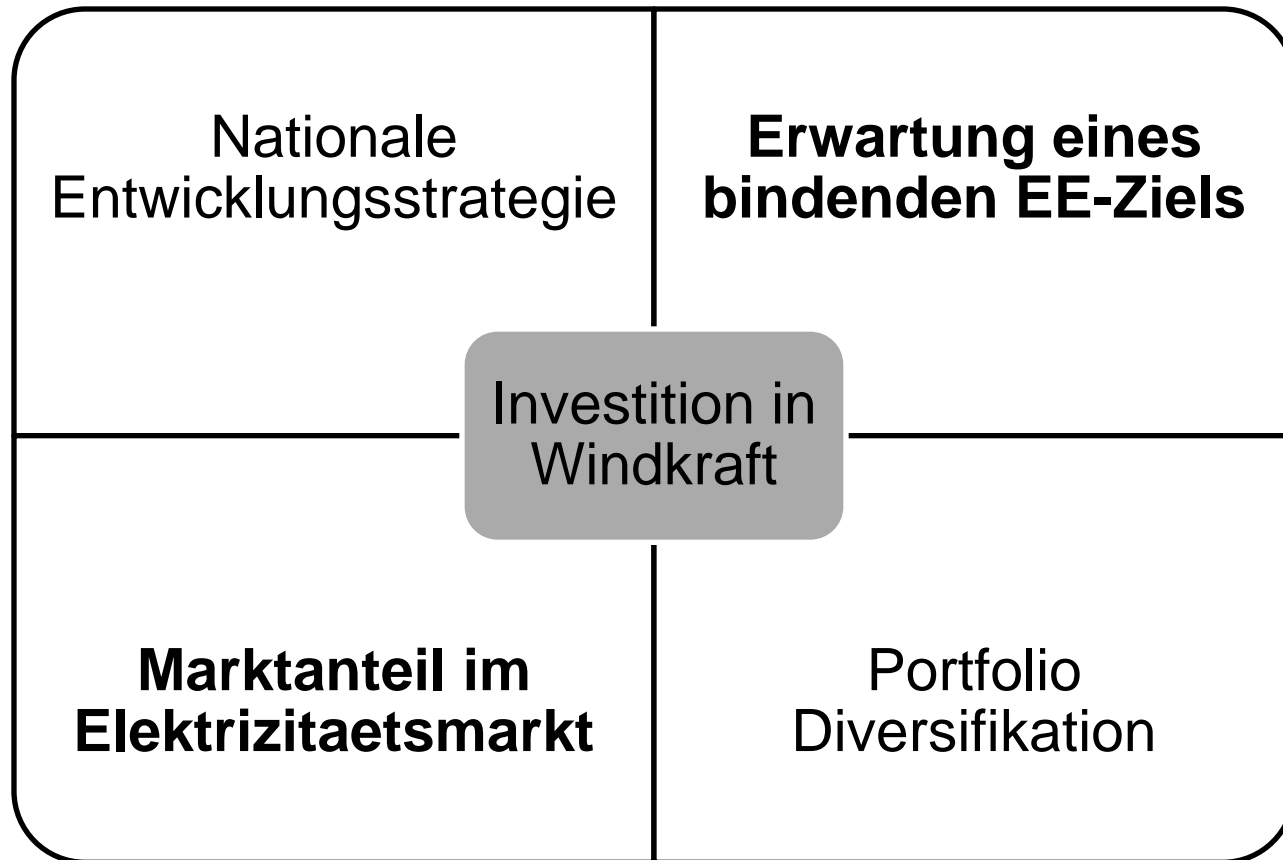 Nationale
Entwicklungsstrategie
Erwartung eines
bindenden EE-Ziels
Investition in
Windkraft
Marktanteil im
Elektrizitaetsmarkt
Portfolio
Diversifikation